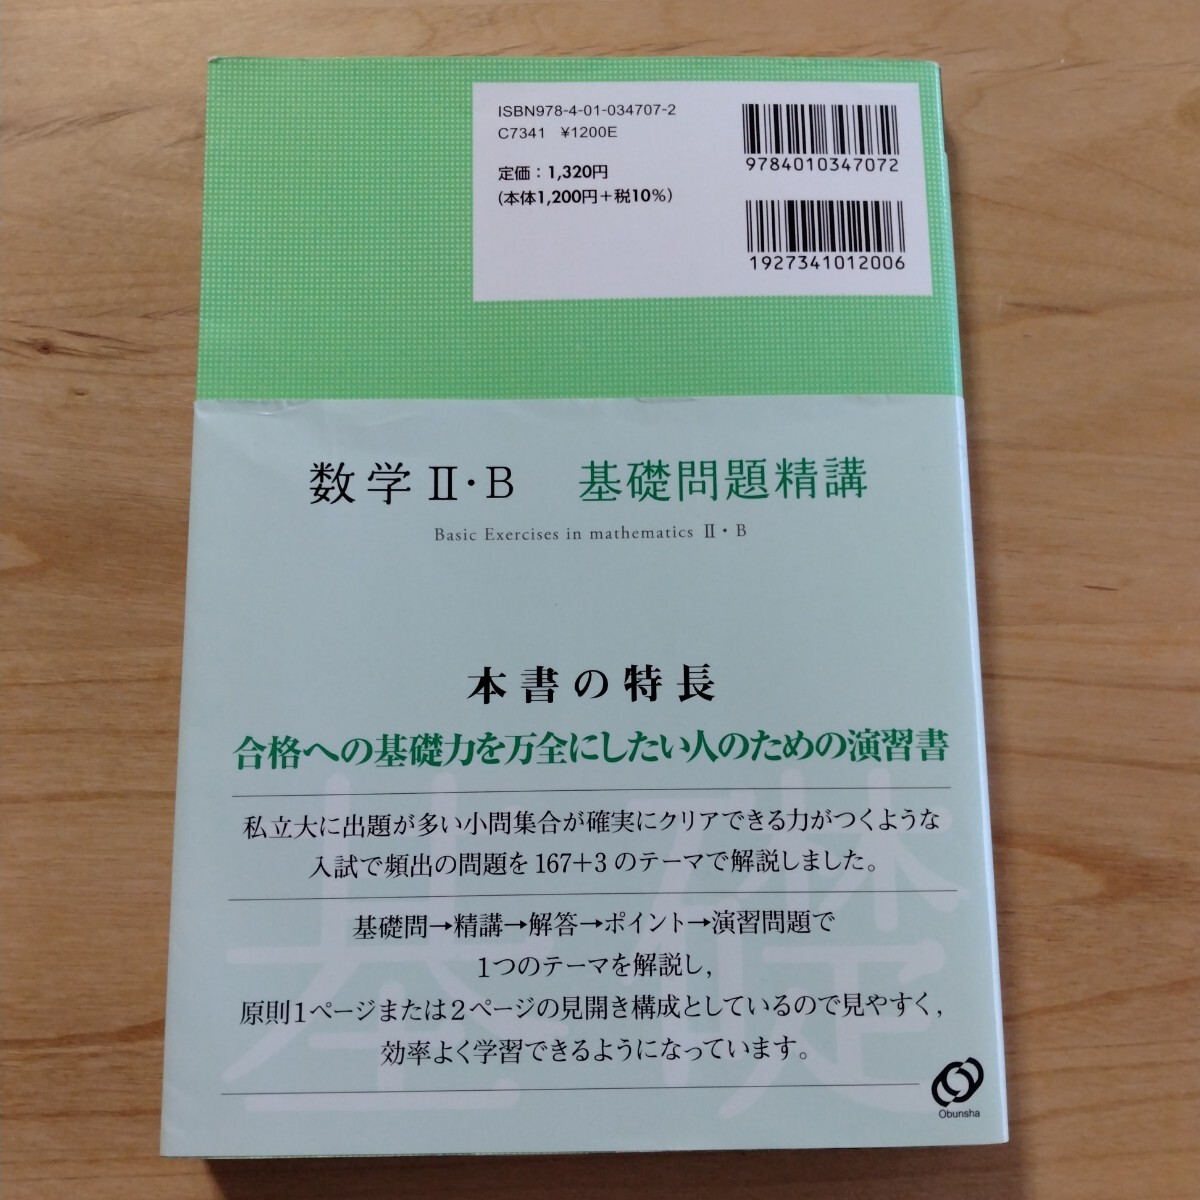 ISBN978-4-01-034707-2
C7341 ¥1200E
定価：1,320円
(本体1,200円＋税10%)
9784010347072
1927341012006
数学Ⅱ・B 基礎問題精講
Basic Exercises in mathematics Ⅱ・B
本書の特長
合格への基礎力を万全にしたい人のための演習書
私立大に出題が多い小問集合が確実にクリアできる力がつくような
入試で頻出の問題を167+3のテーマで解説しました。
基礎問→精講→解答→ポイント→演習問題で
1つのテーマを解説し，
原則1ページまたは2ページの見開き構成としているので見やすく，
効率よく学習できるようになっています。
基礎
Obunsha